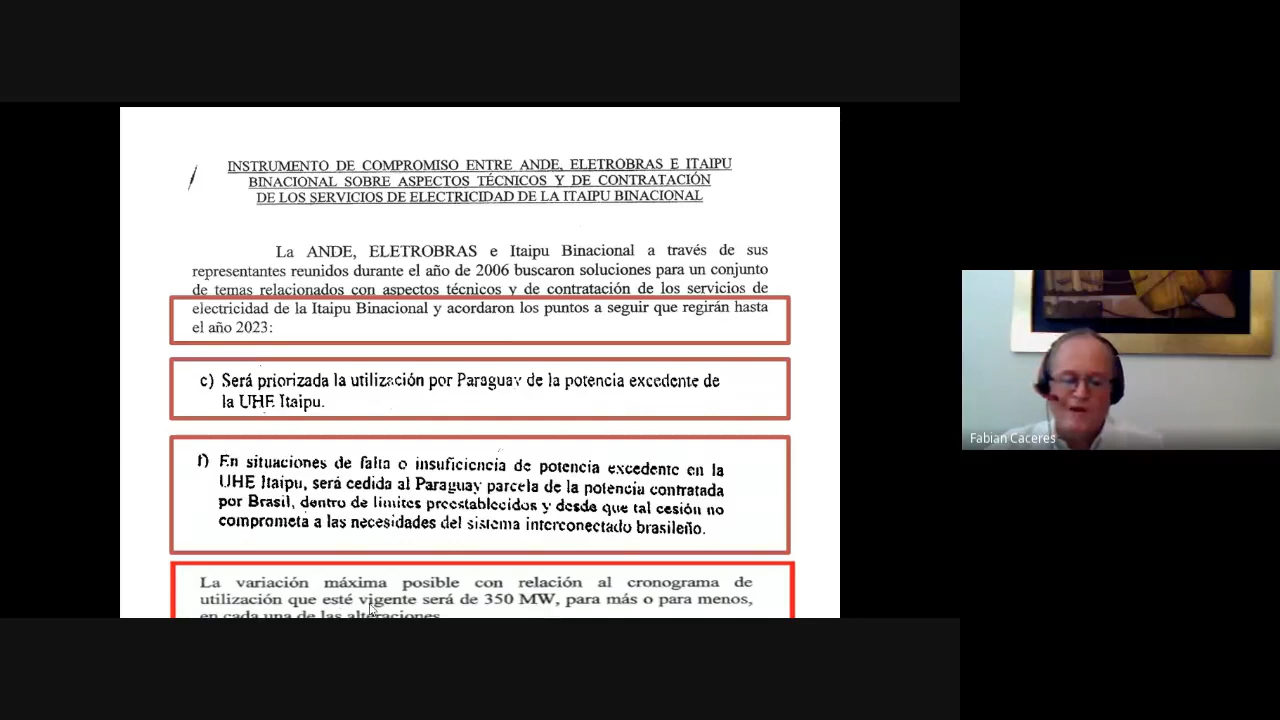 INSTRUMENTO DE COMPROMISO ENTRE ANDE, ELETROBRAS E ITAIPU
BINACIONAL SOBRE ASPECTOS TÉCNICOS Y DE CONTRATACIÓN
DE LOS SERVICIOS DE ELECTRICIDAD DE LA ITAIPU BINACIONAL
La ANDE, ELETROBRAS e Itaipu Binacional a través de sus
representantes reunidos durante el año de 2006 buscaron soluciones para un conjunto
de temas relacionados con aspectos técnicos y de contratación de los servicios de
electricidad de la Itaipu Binacional y acordaron los puntos a seguir que regirán hasta
el año 2023:
c) Será priorizada la utilización por Paraguay de la potencia excedente de
la UHE Itaipu.
f) En situaciones de falta o insuficiencia de potencia excedente en la
UHE Itaipu, será cedida al Paraguay parcela de la potencia contratada
por Brasil, dentro de límites preestablecidos y desde que tal cesión no
comprometa a las necesidades del sistema interconectado brasileño.
La variación máxima posible con relación al cronograma de
utilización que esté vigente será de 350 MW, para más o para menos,
en cada una de las alteraciones
Fabian Caceres